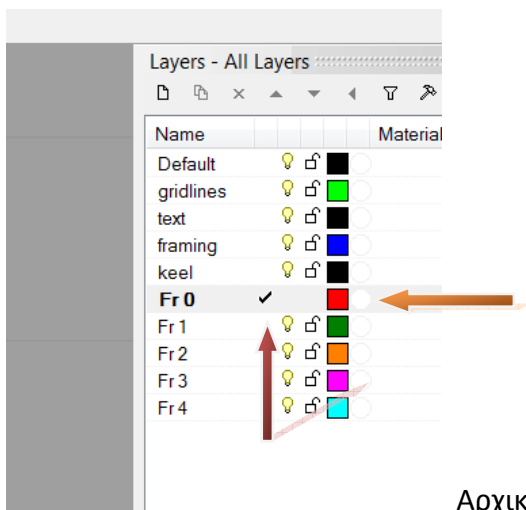 Layers - All Layers
Name Material
Default
gridlines
text
framing
keel
Fr 0
Fr 1
Fr 2
Fr 3
Fr 4
Αρχικ